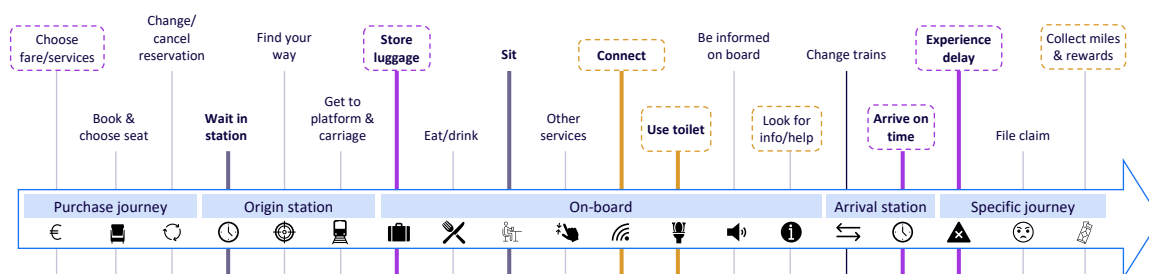 Choose
fare/services
Book &
choose seat
Change/
cancel
reservation
Wait in
station
Find your
way
Get to
platform &
carriage
Store
luggage
Eat/drink
Sit
Other
services
Connect
Use toilet
Be informed
on board
Look for
info/help
Change trains
Arrive on
time
Experience
delay
File claim
Collect miles
& rewards
Purchase journey
Origin station
On-board
Arrival station
Specific journey